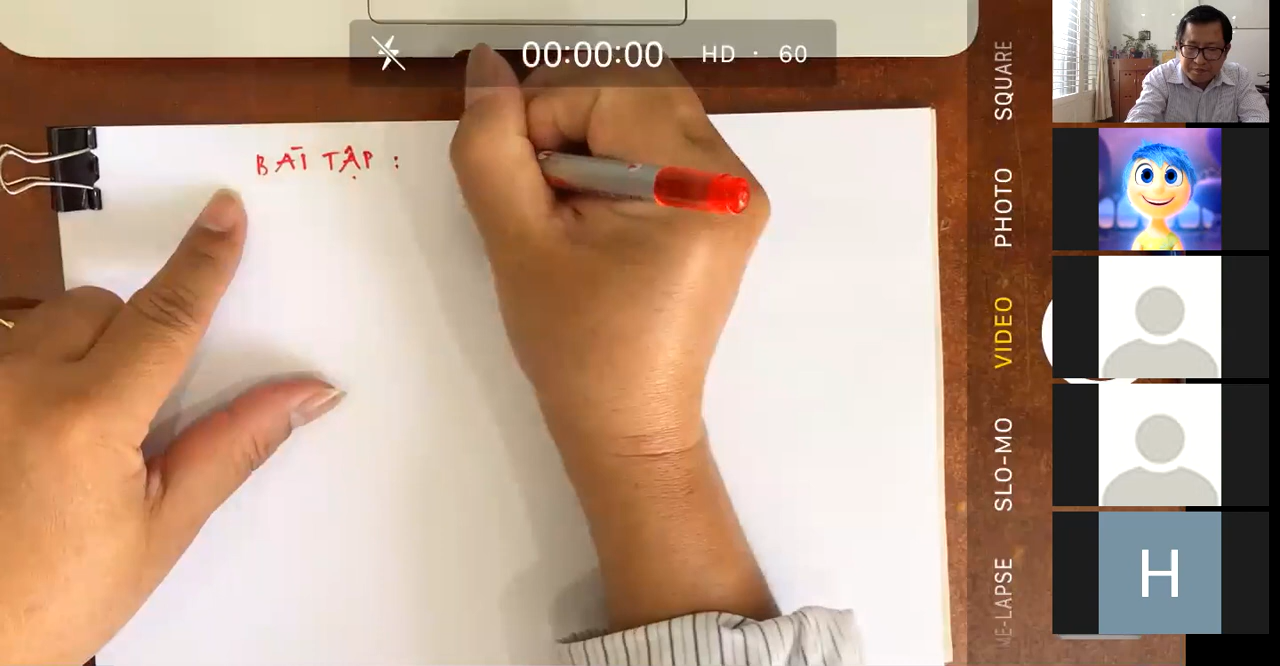 00:00:00 HD · 60
BÀI TẬP :
SQUARE
PHOTO
VIDEO
SLO-MO
ME-LAPSE
H